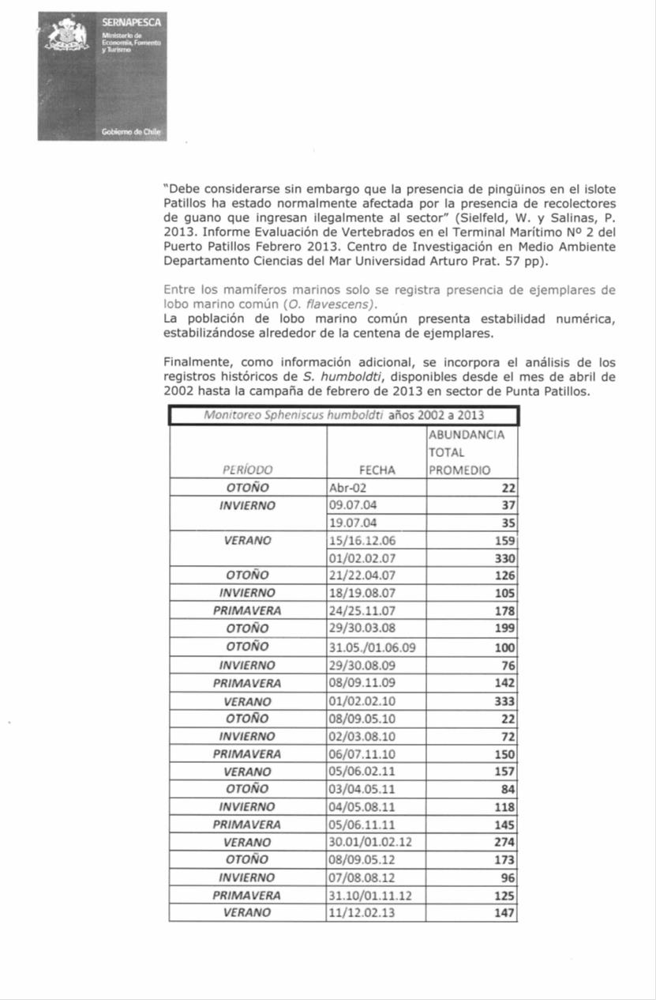 SERNAPESCA
Ministerio de
Economía, Fomento
y Turismo
Gobierno de Chile
"Debe considerarse sin embargo que la presencia de pingüinos en el islote
Patillos ha estado normalmente afectada por la presencia de recolectores
de guano que ingresan ilegalmente al sector" (Sielfeld, W. y Salinas, P.
2013. Informe Evaluación de Vertebrados en el Terminal Marítimo Nº 2 del
Puerto Patillos Febrero 2013. Centro de Investigación en Medio Ambiente
Departamento Ciencias del Mar Universidad Arturo Prat. 57 pp).
Entre los mamíferos marinos solo se registra presencia de ejemplares de
lobo marino común (O. flavescens).
La población de lobo marino común presenta estabilidad numérica,
estabilizándose alrededor de la centena de ejemplares.
Finalmente, como información adicional, se incorpora el análisis de los
registros históricos de S. humboldti, disponibles desde el mes de abril de
2002 hasta la campaña de febrero de 2013 en sector de Punta Patillos.
Monitoreo Spheniscus humboldti años 2002 a 2013
PERÍODO FECHA ABUNDANCIA
TOTAL
PROMEDIO
OTOÑO Abr-02 22
INVIERNO 09.07.04 37
19.07.04 35
VERANO 15/16.12.06 159
01/02.02.07 330
OTOÑO 21/22.04.07 126
INVIERNO 18/19.08.07 105
PRIMAVERA 24/25.11.07 178
OTOÑO 29/30.03.08 199
OTOÑO 31.05./01.06.09 100
INVIERNO 29/30.08.09 76
PRIMAVERA 08/09.11.09 142
VERANO 01/02.02.10 333
OTOÑO 08/09.05.10 22
INVIERNO 02/03.08.10 72
PRIMAVERA 06/07.11.10 150
VERANO 05/06.02.11 157
OTOÑO 03/04.05.11 84
INVIERNO 04/05.08.11 118
PRIMAVERA 05/06.11.11 145
VERANO 30.01/01.02.12 274
OTOÑO 08/09.05.12 173
INVIERNO 07/08.08.12 96
PRIMAVERA 31.10/01.11.12 125
VERANO 11/12.02.13 147